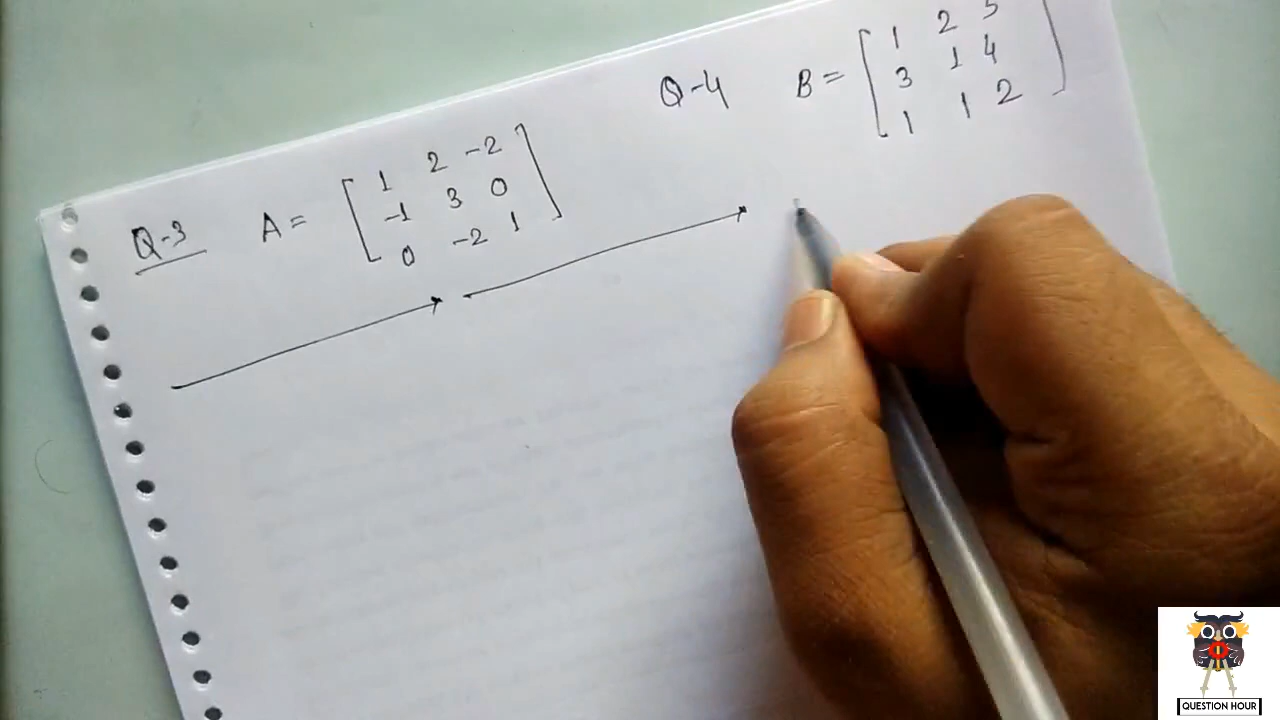 Q-4 B = [ 1 2 5
3 1 4
1 1 2 ]
Q-3 A = [ 1 2 -2
-1 3 0
0 -2 1 ]
QUESTION HOUR